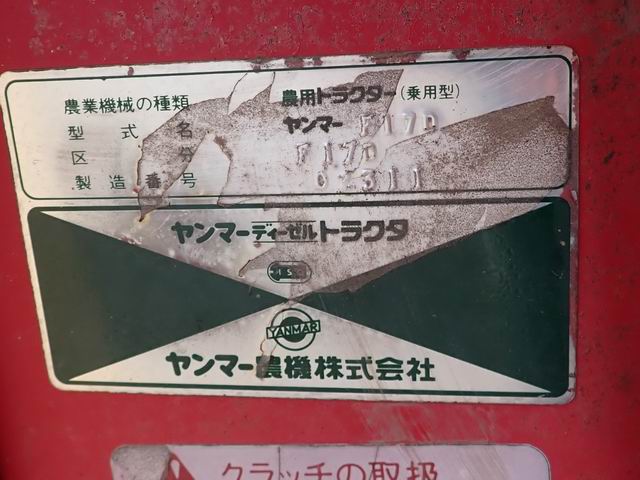 農業機械の種類 農用トラクター(乗用型)
型式名 ヤンマー F17D
区分 F17D
製造番号 02311
ヤンマーディーゼルトラクタ
YANMAR
ヤンマー農機株式会社
クラッチの取扱